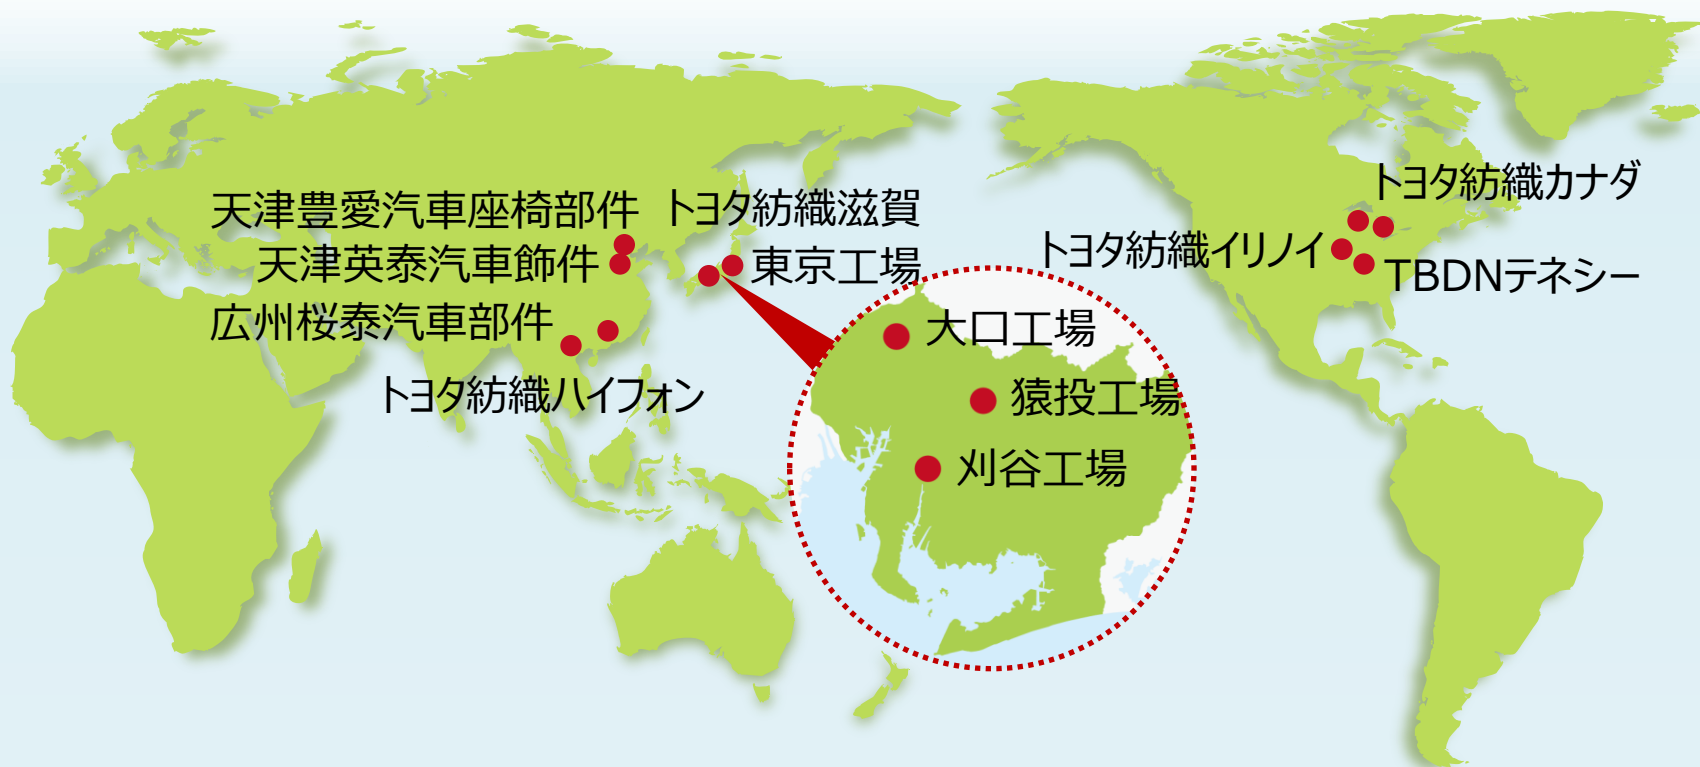 天津豊愛汽車座椅部件
トヨタ紡織滋賀
天津英泰汽車飾件
東京工場
広州桜泰汽車部件
トヨタ紡織ハイフォン
大口工場
猿投工場
刈谷工場
トヨタ紡織カナダ
トヨタ紡織イリノイ
TBDNテネシー